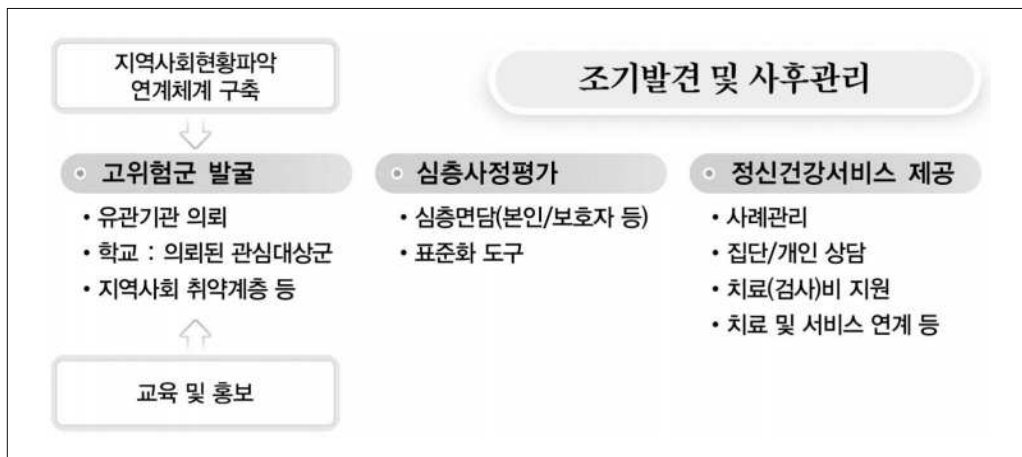 지역사회현황파악
연계체계 구축
조기발견 및 사후관리
고위험군 발굴
• 유관기관 의뢰
• 학교 : 의뢰된 관심대상군
• 지역사회 취약계층 등
교육 및 홍보
심층사정평가
• 심층면담(본인/보호자 등)
• 표준화 도구
정신건강서비스 제공
• 사례관리
• 집단/개인 상담
• 치료(검사)비 지원
• 치료 및 서비스 연계 등